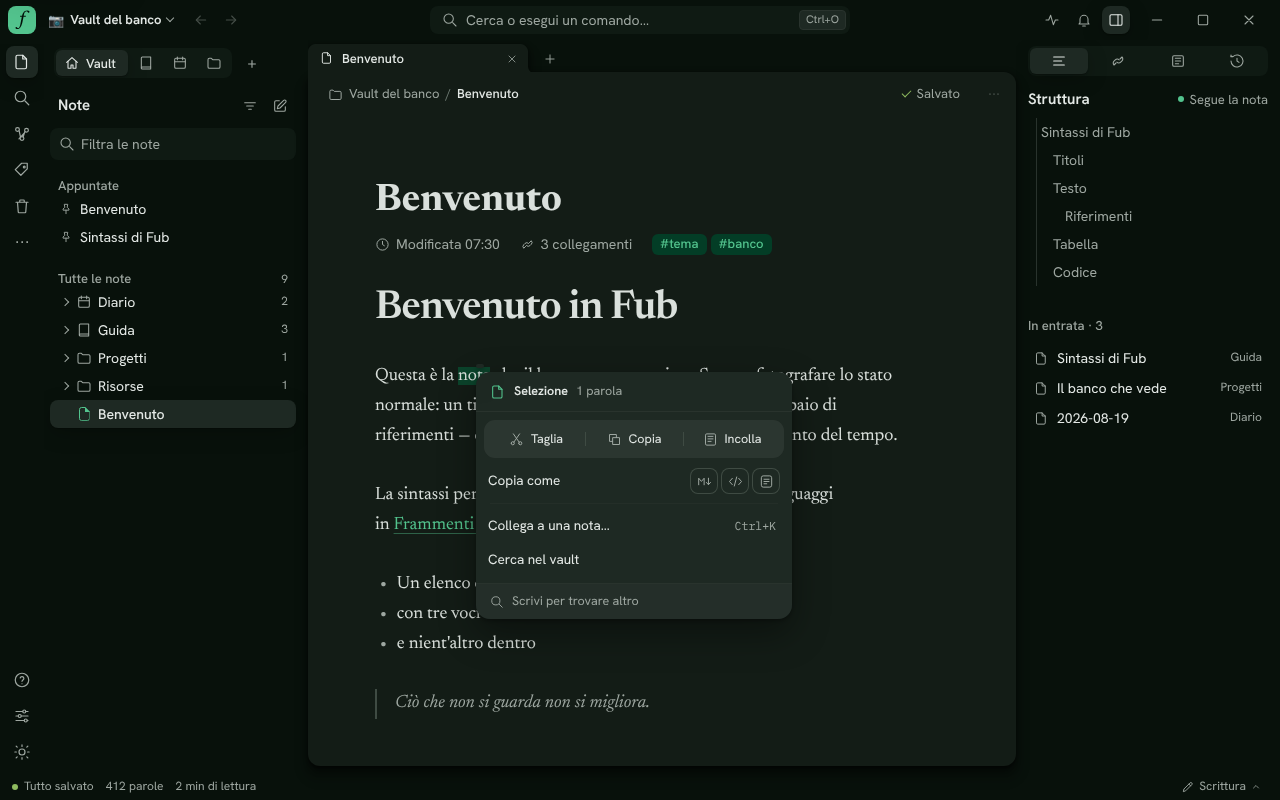 Vault del banco
Cerca o esegui un comando...
Ctrl+O
Vault
Note
Filtra le note
Appuntate
Benvenuto
Sintassi di Fub
Tutte le note 9
Diario 2
Guida 3
Progetti 1
Risorse 1
Benvenuto
Benvenuto
Vault del banco / Benvenuto
Salvato
Benvenuto
Modificata 07:30
3 collegamenti
#tema
#banco
Benvenuto in Fub
Questa è la
lo stato
normale: un
paio di
riferimenti –
del tempo.
La sintassi
in Frammenti
Un elenco
con tre voci
e nient'altro dentro
Ciò che non si guarda non si migliora.
Selezione 1 parola
Taglia
Copia
Incolla
Copia come
M↓
</>
Collega a una nota... Ctrl+K
Cerca nel vault
Scrivi per trovare altro
Struttura
Segue la nota
Sintassi di Fub
Titoli
Testo
Riferimenti
Tabella
Codice
In entrata · 3
Sintassi di Fub Guida
Il banco che vede Progetti
2026-08-19 Diario
Tutto salvato
412 parole
2 min di lettura
Scrittura